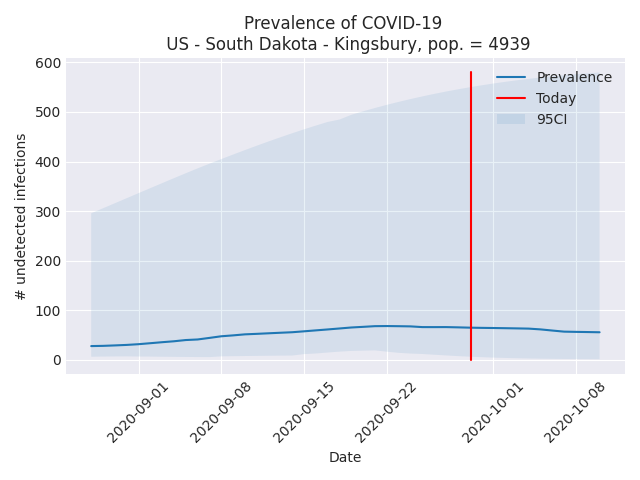 Prevalence of COVID-19
US - South Dakota - Kingsbury, pop. = 4939
# undetected infections
600
500
400
300
200
100
0
Prevalence
Today
95CI
2020-09-01
2020-09-08
2020-09-15
2020-09-22
2020-10-01
2020-10-08
Date